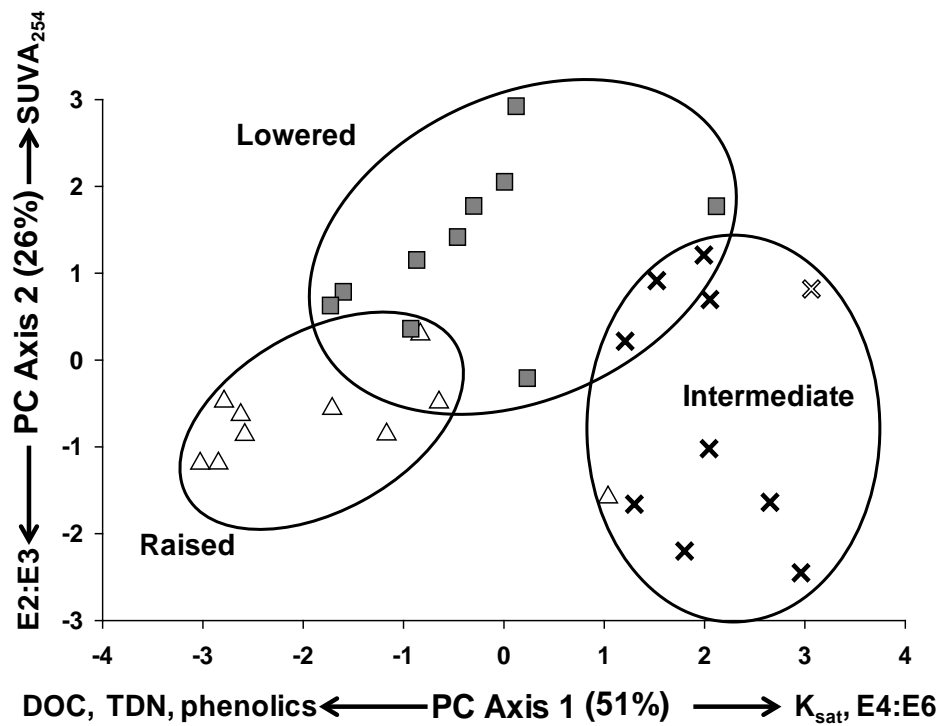 SUVA254
PC Axis 2 (26%)
E2:E3
3
2
1
0
-1
-2
-3
Lowered
Intermediate
Raised
-4 -3 -2 -1 0 1 2 3 4
DOC, TDN, phenolics PC Axis 1 (51%) Ksat, E4:E6